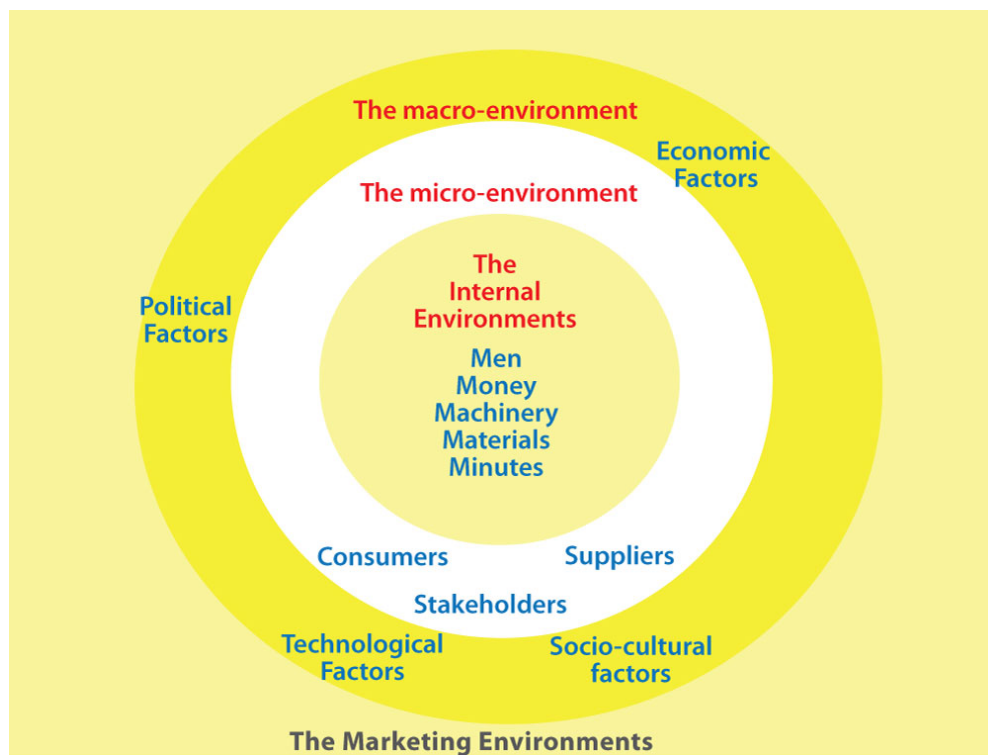 The macro-environment
Economic
Factors
The micro-environment
The
Internal
Environments
Political
Factors
Men
Money
Machinery
Materials
Minutes
Consumers
Suppliers
Stakeholders
Technological
Factors
Socio-cultural
factors
The Marketing Environments